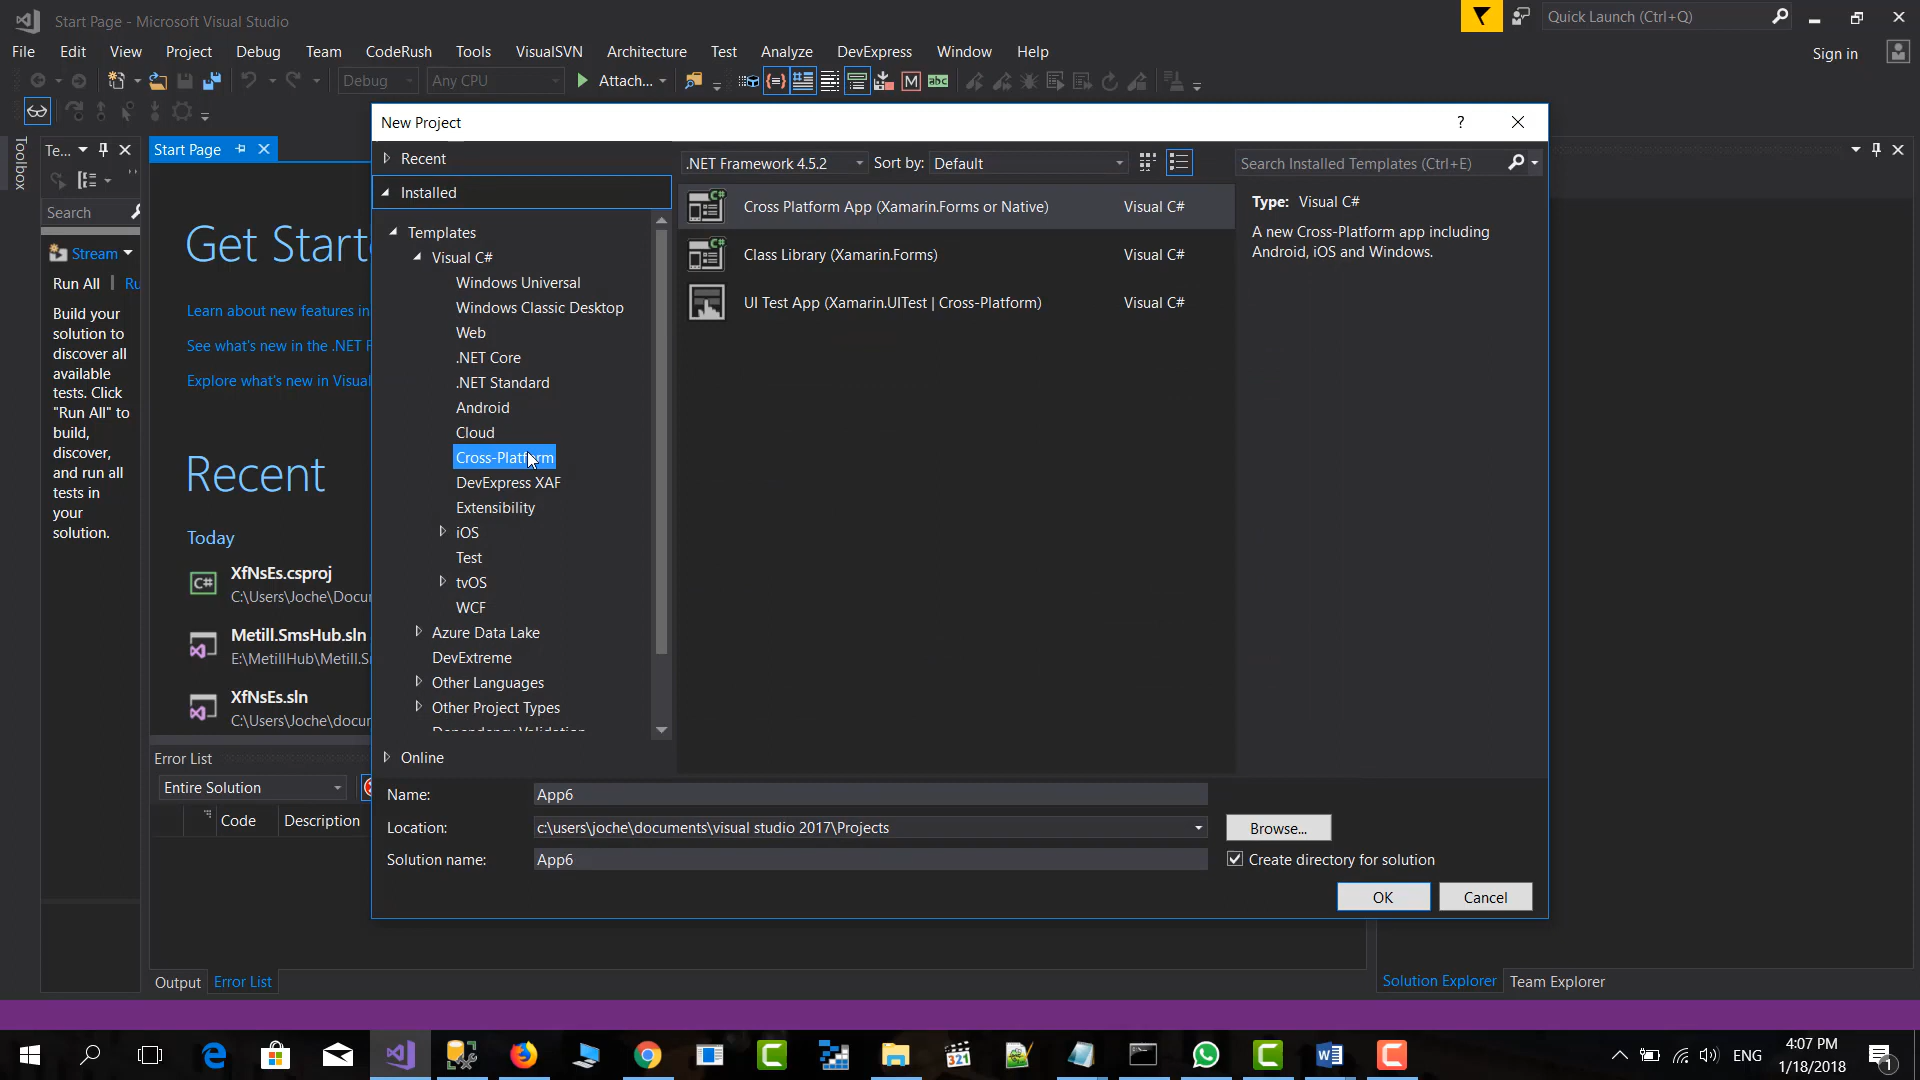 Start Page - Microsoft Visual Studio
Quick Launch (Ctrl+Q)
File Edit View Project Debug Team CodeRush Tools VisualSVN Architecture Test Analyze DevExpress Window Help
Sign in
Debug
Any CPU
Attach...
M
abc
Toolbox
Te...
Start Page
Search
Stream
Run All
Ru
Build your
solution to
discover all
available
tests. Click
"Run All" to
build,
discover,
and run all
tests in
your
solution.
Get Starte
Learn about new features in
See what's new in the .NET F
Explore what's new in Visual
Recent
Today
XfNsEs.csproj
C:\Users\Joche\Docu
Metill.SmsHub.sln
E:\MetillHub\Metill.S
XfNsEs.sln
C:\Users\Joche\docu
New Project
?
Recent
Installed
Templates
Visual C#
Windows Universal
Windows Classic Desktop
Web
.NET Core
.NET Standard
Android
Cloud
Cross-Platform
DevExpress XAF
Extensibility
iOS
Test
tvOS
WCF
Azure Data Lake
DevExtreme
Other Languages
Other Project Types
Dependency Validation
Online
.NET Framework 4.5.2
Sort by: Default
Search Installed Templates (Ctrl+E)
Cross Platform App (Xamarin.Forms or Native) Visual C#
Class Library (Xamarin.Forms) Visual C#
UI Test App (Xamarin.UITest | Cross-Platform) Visual C#
Type: Visual C#
A new Cross-Platform app including
Android, iOS and Windows.
Name: App6
Location: c:\users\joche\documents\visual studio 2017\Projects
Browse...
Solution name: App6
Create directory for solution
OK
Cancel
Error List
Entire Solution
Code
Description
Output
Error List
Solution Explorer
Team Explorer
ENG
4:07 PM
1/18/2018
1